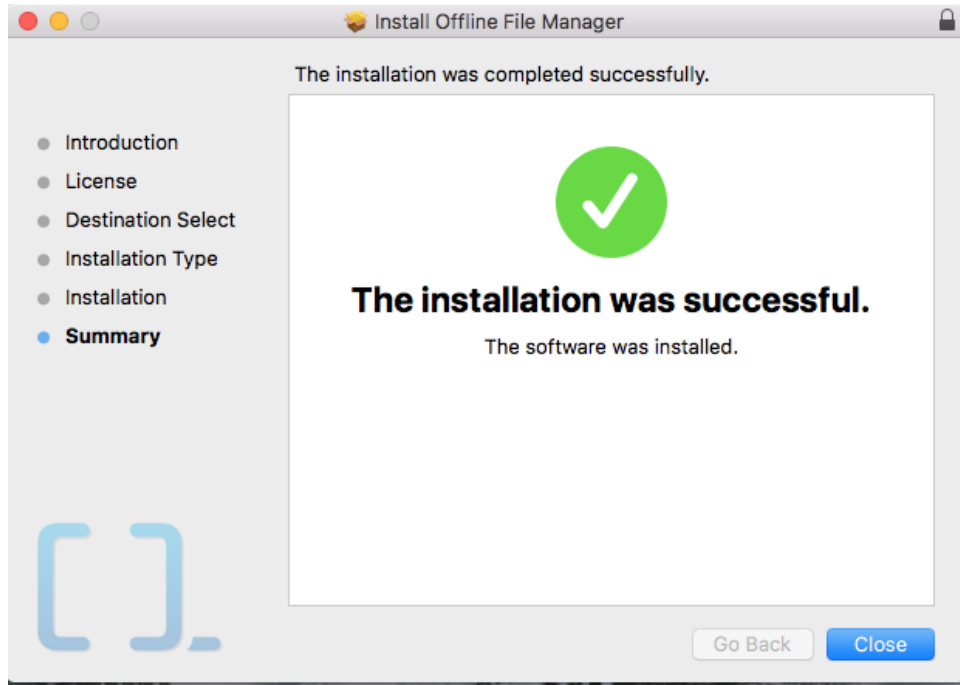 Install Offline File Manager
The installation was completed successfully.
Introduction
License
Destination Select
Installation Type
Installation
Summary
The installation was successful.
The software was installed.
Go Back
Close